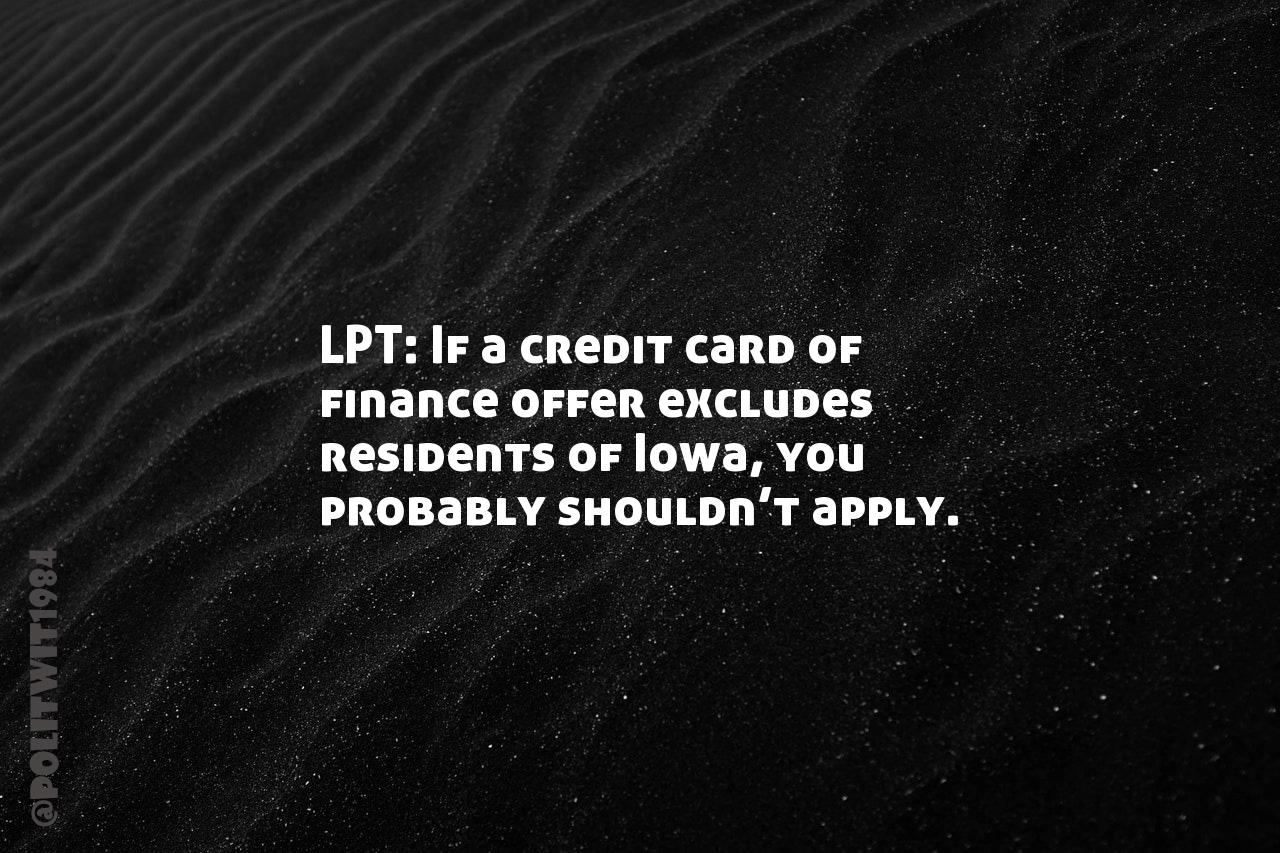 LPT: If a credit card of
finance offer excludes
residents of Iowa, you
probably shouldn't apply.
@POLITWIT1984